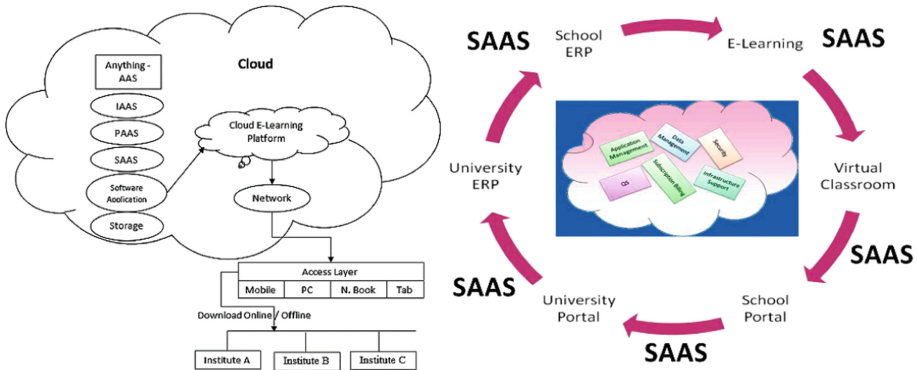 Cloud
Anything -
AAS
IAAS
PAAS
SAAS
Software
Application
Storage
Cloud E-Learning
Platform
Network
Access Layer
Mobile PC N. Book Tab
Download Online / Offline
Institute A Institute B Institute C
SAAS
School
ERP
E-Learning
SAAS
Virtual
Classroom
SAAS
School
Portal
SAAS
University
Portal
SAAS
University
ERP
Application
Management
Data
Management
Security
QS
Subscription Billing
Infrastructure
Support